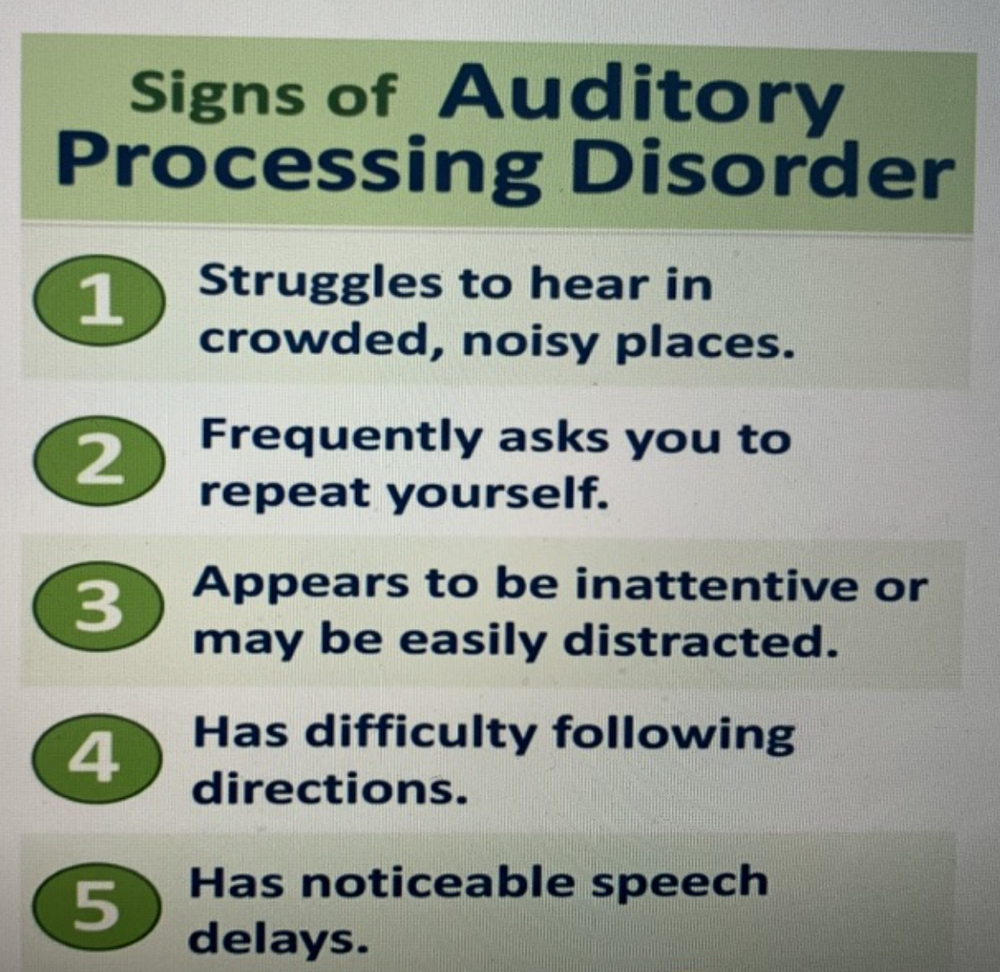 Signs of Auditory
Processing Disorder
1 Struggles to hear in
crowded, noisy places.
2 Frequently asks you to
repeat yourself.
3 Appears to be inattentive or
may be easily distracted.
4 Has difficulty following
directions.
5 Has noticeable speech
delays.